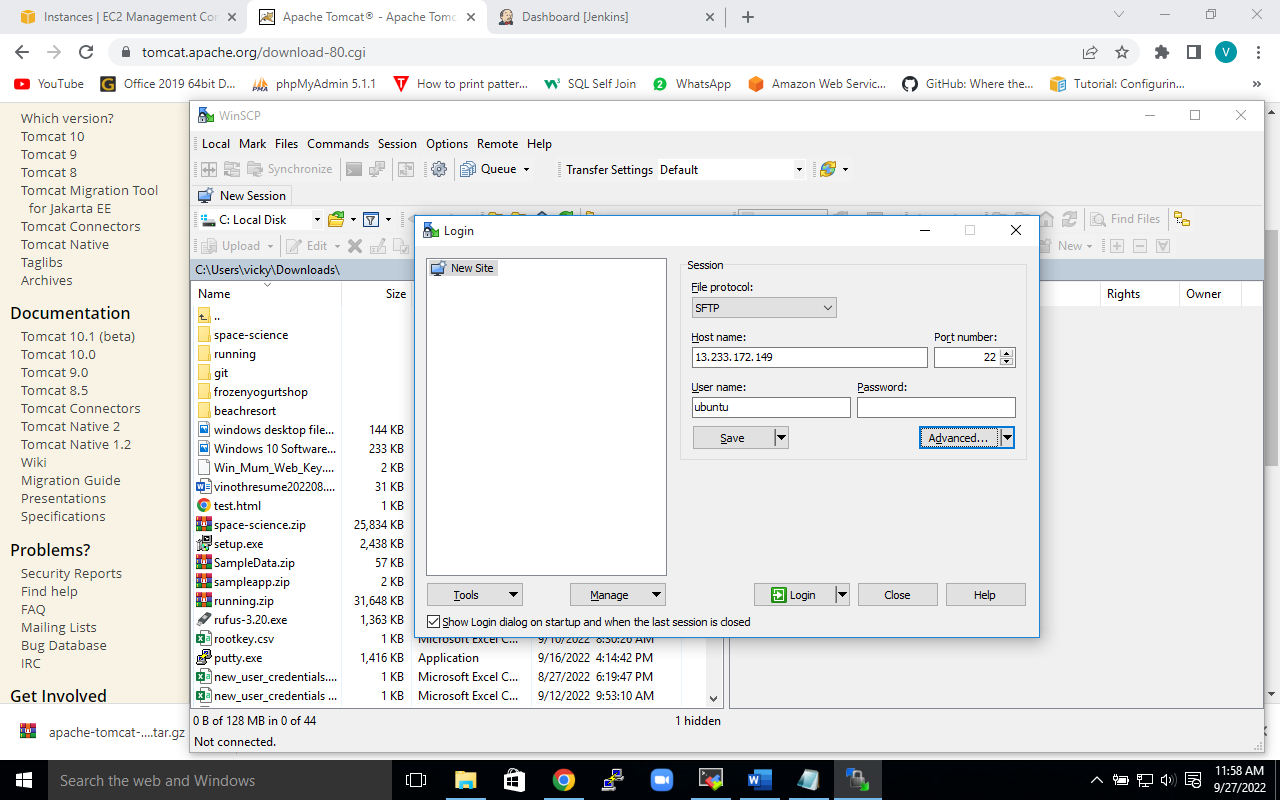 Instances | EC2 Management Con
Apache Tomcat® - Apache Tomc
Dashboard [Jenkins]
tomcat.apache.org/download-80.cgi
V
YouTube
Office 2019 64bit D...
phpMyAdmin 5.1.1
How to print patter...
SQL Self Join
WhatsApp
Amazon Web Servic...
GitHub: Where the...
Tutorial: Configurin...
»
Which version?
Tomcat 10
Tomcat 9
Tomcat 8
Tomcat Migration Tool
for Jakarta EE
Tomcat Connectors
Tomcat Native
Taglibs
Archives
Documentation
Tomcat 10.1 (beta)
Tomcat 10.0
Tomcat 9.0
Tomcat 8.5
Tomcat Connectors
Tomcat Native 2
Tomcat Native 1.2
Wiki
Migration Guide
Presentations
Specifications
Problems?
Security Reports
Find help
FAQ
Mailing Lists
Bug Database
IRC
Get Involved
WinSCP
Local Mark Files Commands Session Options Remote Help
Synchronize
Queue
Transfer Settings Default
New Session
C: Local Disk
Find Files
Upload
Edit
New
C:\Users\vicky\Downloads\
Name Size
Rights Owner
..
space-science
running
git
frozenyogurtshop
beachresort
windows desktop file... 144 KB
Windows 10 Software... 233 KB
Win_Mum_Web_Key.... 2 KB
vinothresume202208.... 31 KB
test.html 1 KB
space-science.zip 25,834 KB
setup.exe 2,438 KB
SampleData.zip 57 KB
sampleapp.zip 2 KB
running.zip 31,648 KB
rufus-3.20.exe 1,363 KB
rootkey.csv 1 KB Microsoft Excel C... 9/10/2022 8:50:26 AM
putty.exe 1,416 KB Application 9/16/2022 4:14:42 PM
new_user_credentials.... 1 KB Microsoft Excel C... 8/27/2022 6:19:47 PM
new_user_credentials ... 1 KB Microsoft Excel C... 9/12/2022 9:53:10 AM
0 B of 128 MB in 0 of 44
1 hidden
Not connected.
Login
New Site
Session
File protocol:
SFTP
Host name:
Port number:
13.233.172.149
22
User name:
Password:
ubuntu
Save
Advanced...
Tools
Manage
Login
Close
Help
Show Login dialog on startup and when the last session is closed
apache-tomcat-....tar.gz
Search the web and Windows
11:58 AM
9/27/2022